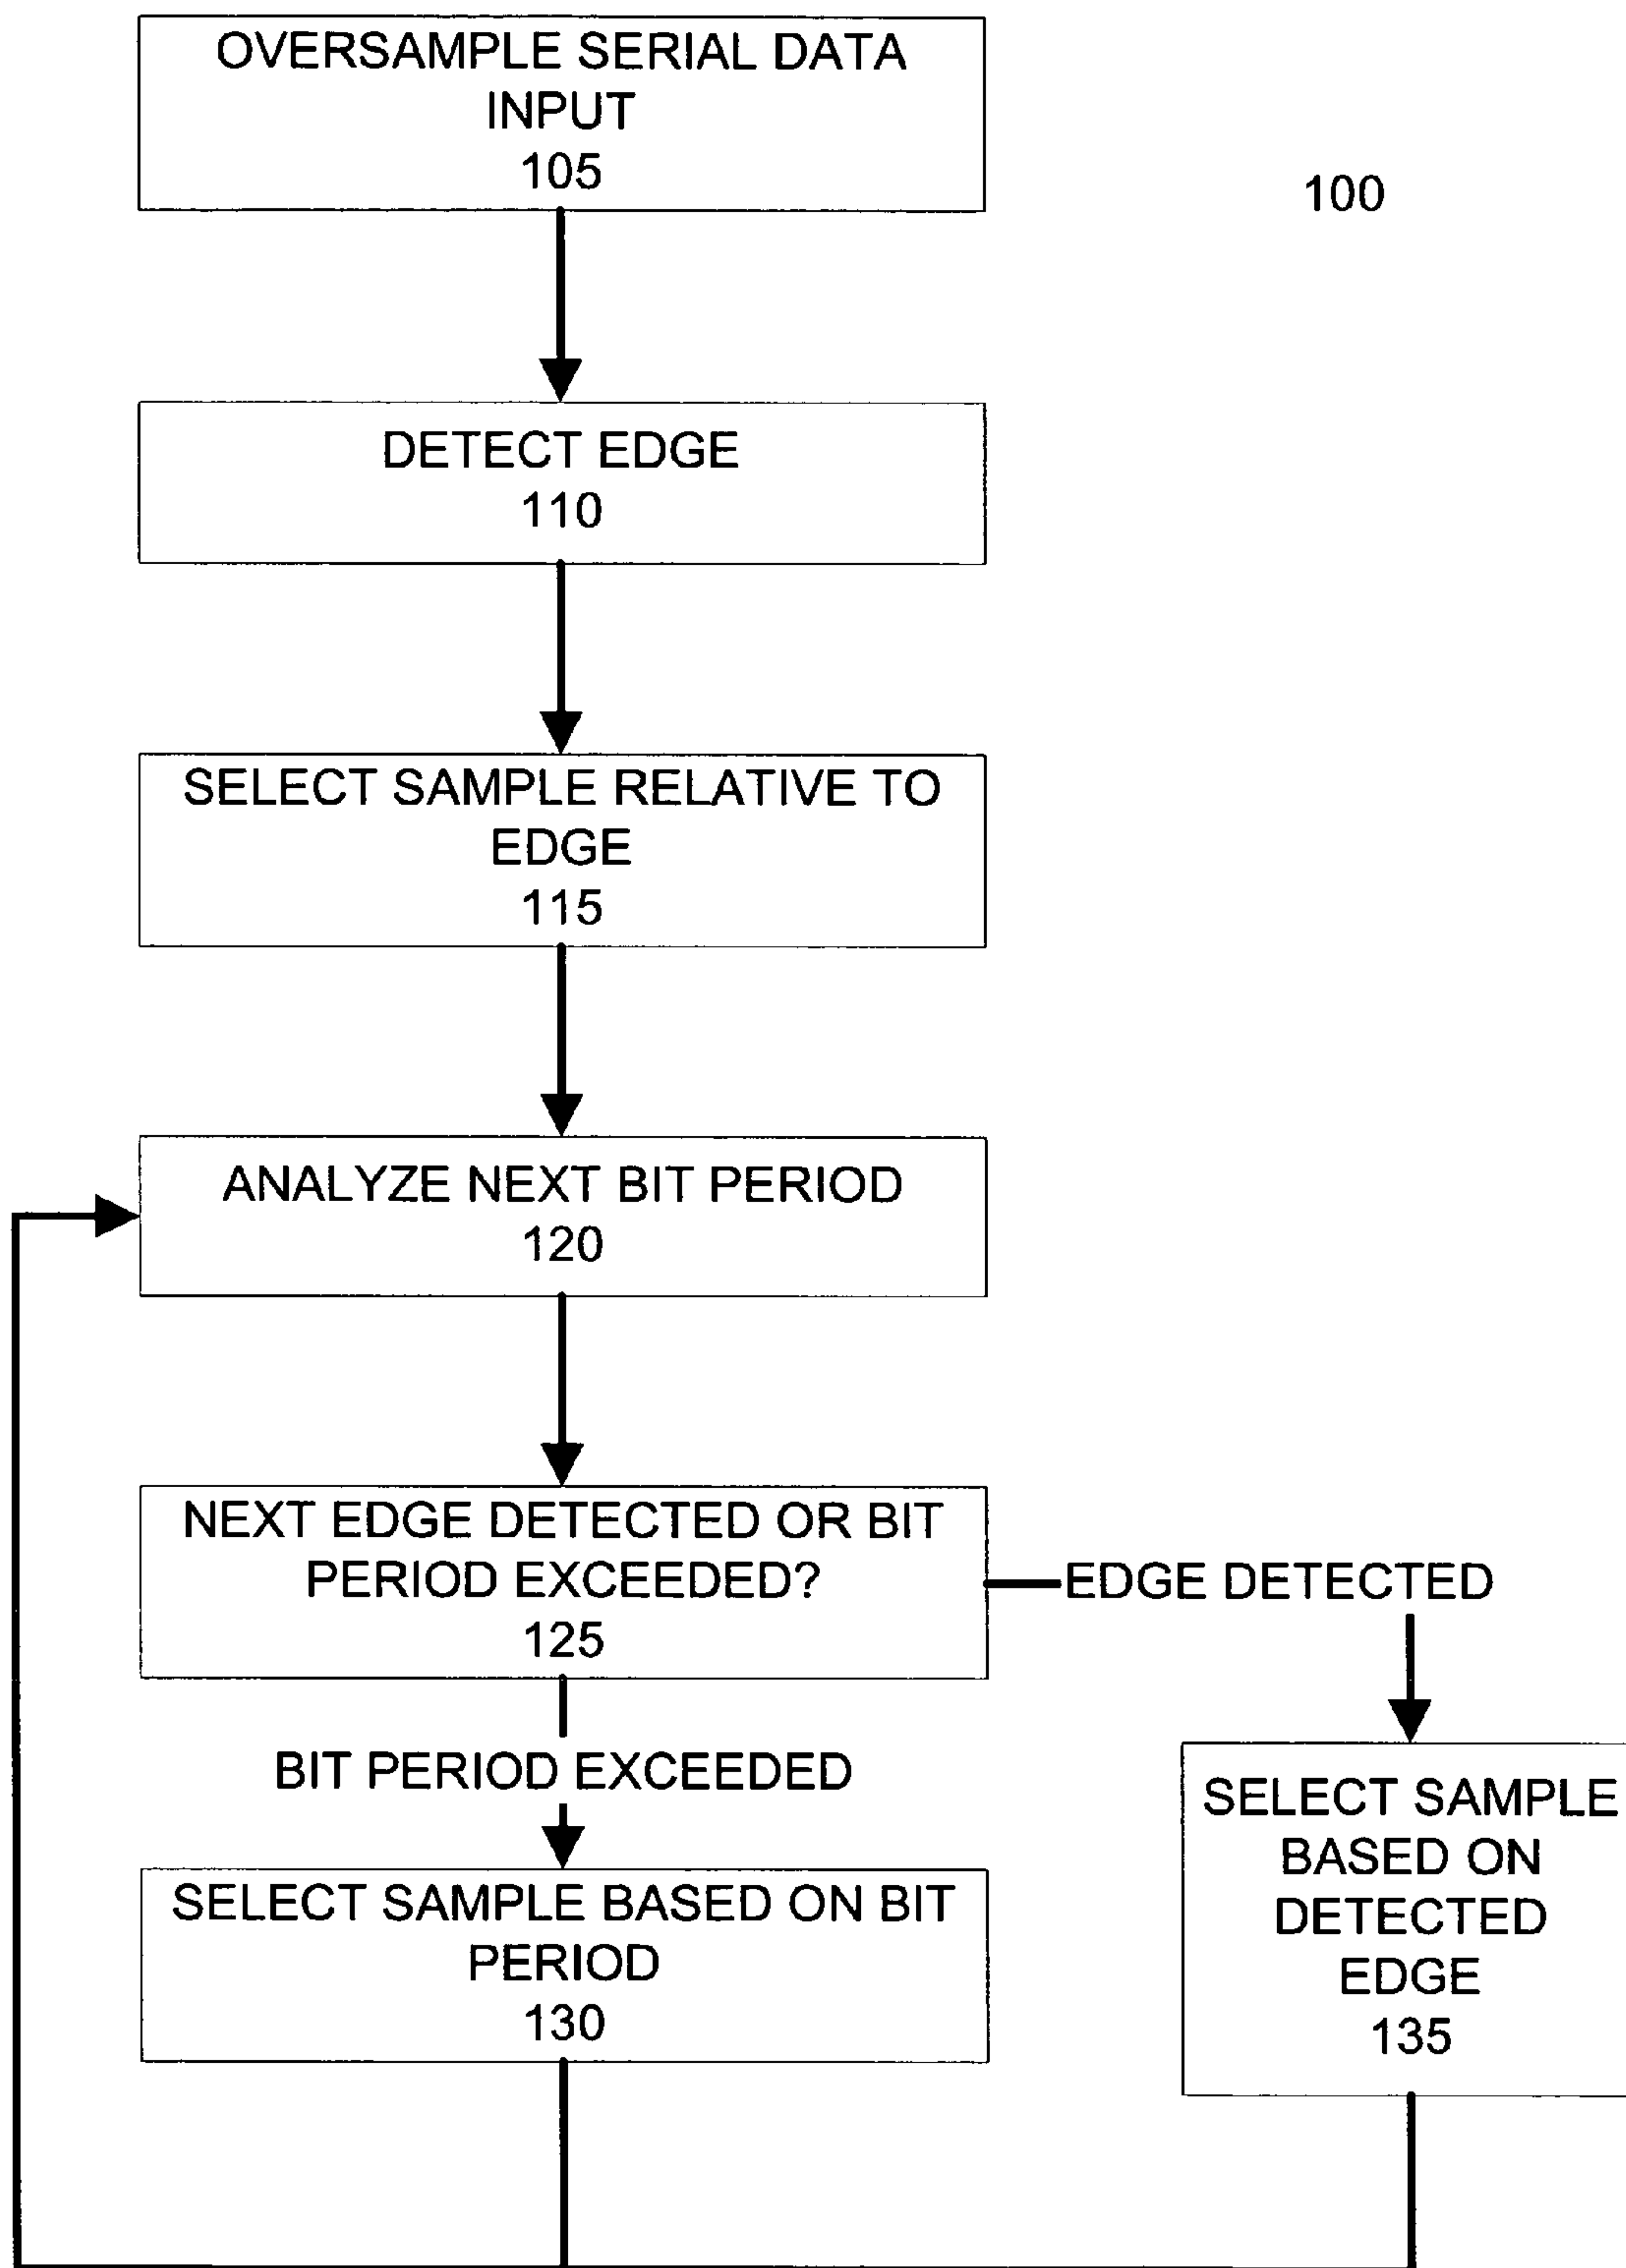 OVERSAMPLE SERIAL DATA
INPUT
105
100
DETECT EDGE
110
SELECT SAMPLE RELATIVE TO
EDGE
115
ANALYZE NEXT BIT PERIOD
120
NEXT EDGE DETECTED OR BIT
PERIOD EXCEEDED?
125
EDGE DETECTED
BIT PERIOD EXCEEDED
SELECT SAMPLE BASED ON BIT
PERIOD
130
SELECT SAMPLE
BASED ON
DETECTED
EDGE
135